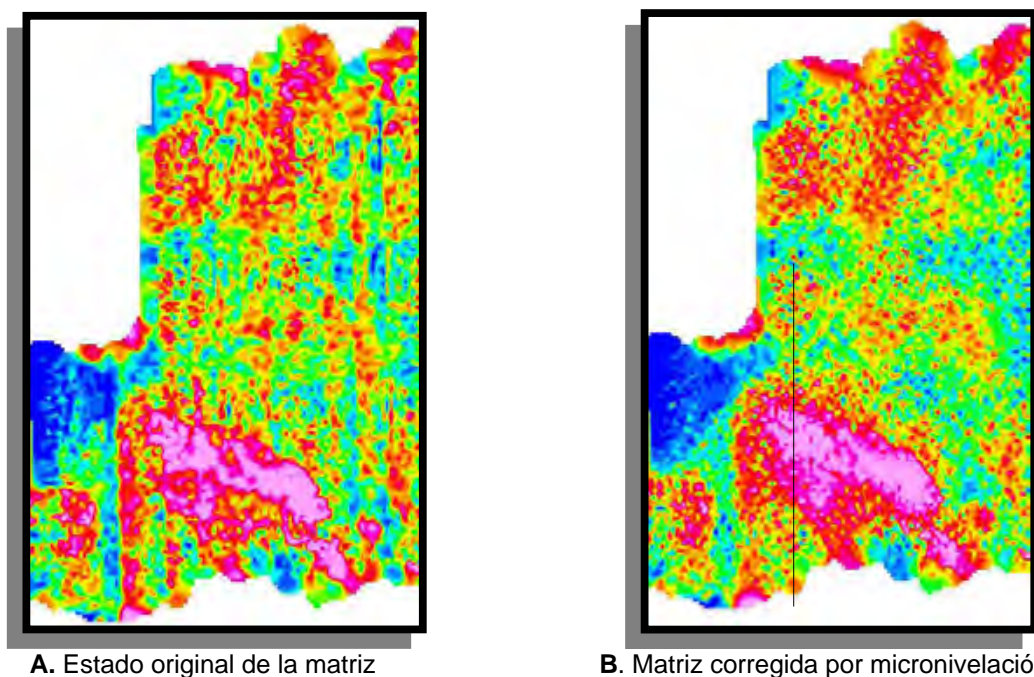 A. Estado original de la matriz
B. Matriz corregida por micronivelació